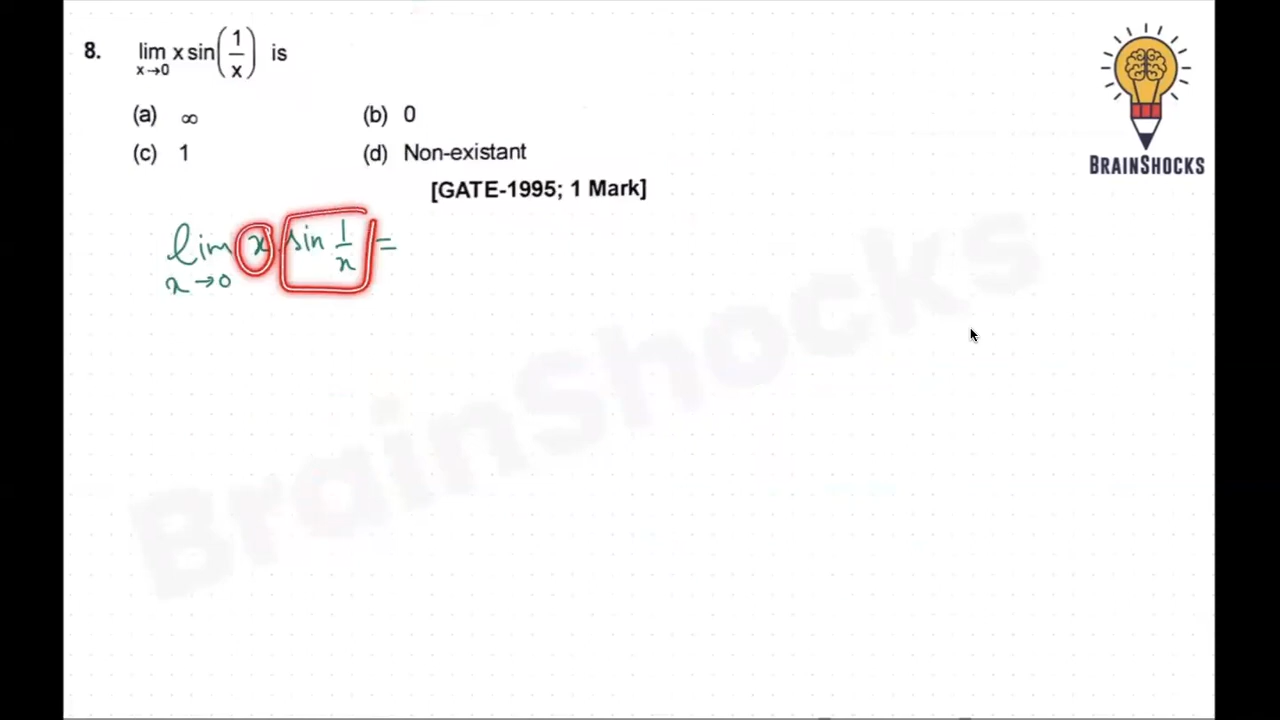 8. lim x→0 x sin(1/x) is
(a) ∞ (b) 0
(c) 1 (d) Non-existant
[GATE-1995; 1 Mark]
lim x→0 x sin 1/x =
BRAINSHOCKS
BrainShocks